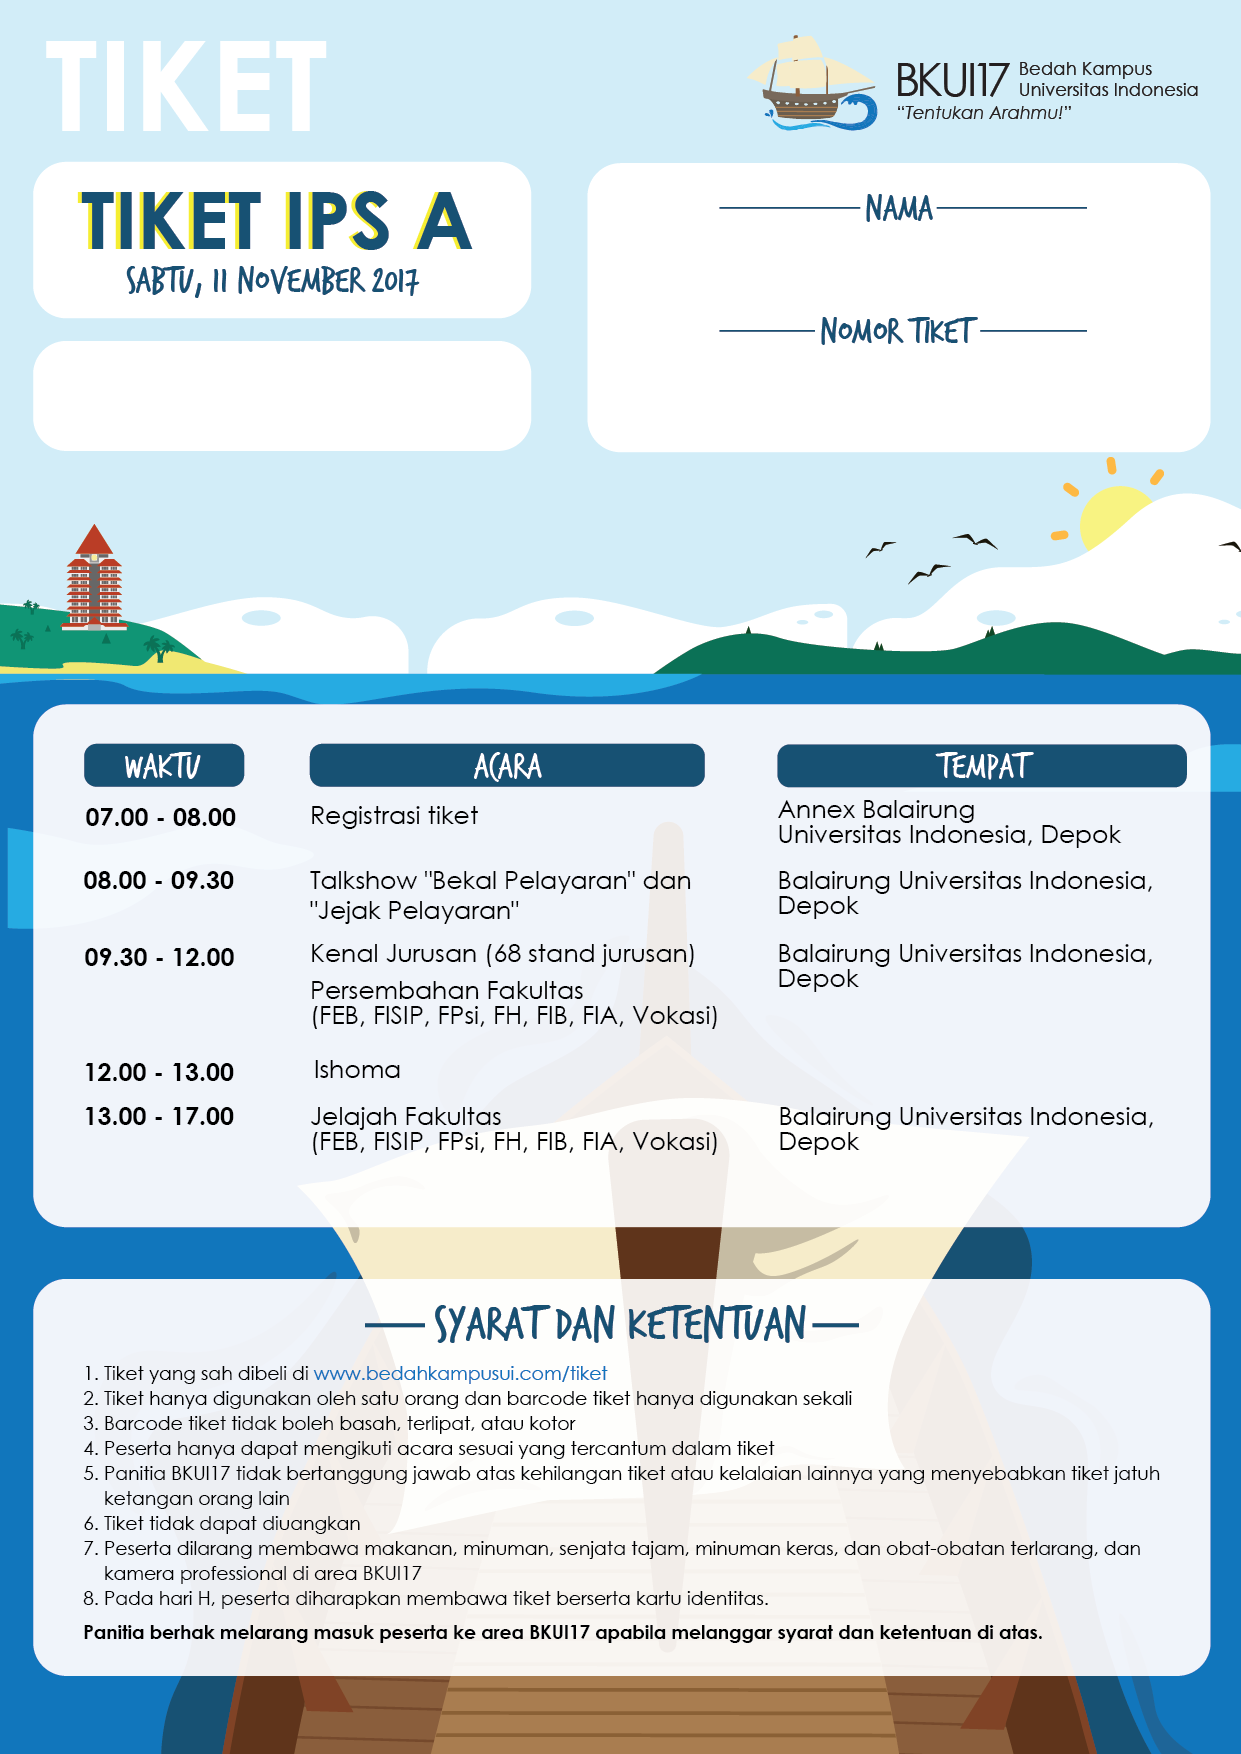 TIKET
BKUI17 Bedah Kampus
Universitas Indonesia
“Tentukan Arahmu!”
TIKET IPS A
SABTU, 11 NOVEMBER 2017
NAMA
NOMOR TIKET
WAKTU ACARA TEMPAT
07.00 - 08.00 Registrasi tiket Annex Balairung
Universitas Indonesia, Depok
08.00 - 09.30 Talkshow "Bekal Pelayaran" dan Balairung Universitas Indonesia,
"Jejak Pelayaran" Depok
09.30 - 12.00 Kenal Jurusan (68 stand jurusan) Balairung Universitas Indonesia,
Depok
Persembahan Fakultas
(FEB, FISIP, FPsi, FH, FIB, FIA, Vokasi)
12.00 - 13.00 Ishoma
13.00 - 17.00 Jelajah Fakultas Balairung Universitas Indonesia,
(FEB, FISIP, FPsi, FH, FIB, FIA, Vokasi) Depok
SYARAT DAN KETENTUAN
1. Tiket yang sah dibeli di www.bedahkampusui.com/tiket
2. Tiket hanya digunakan oleh satu orang dan barcode tiket hanya digunakan sekali
3. Barcode tiket tidak boleh basah, terlipat, atau kotor
4. Peserta hanya dapat mengikuti acara sesuai yang tercantum dalam tiket
5. Panitia BKUI17 tidak bertanggung jawab atas kehilangan tiket atau kelalaian lainnya yang menyebabkan tiket jatuh
ketangan orang lain
6. Tiket tidak dapat diuangkan
7. Peserta dilarang membawa makanan, minuman, senjata tajam, minuman keras, dan obat-obatan terlarang, dan
kamera professional di area BKUI17
8. Pada hari H, peserta diharapkan membawa tiket berserta kartu identitas.
Panitia berhak melarang masuk peserta ke area BKUI17 apabila melanggar syarat dan ketentuan di atas.